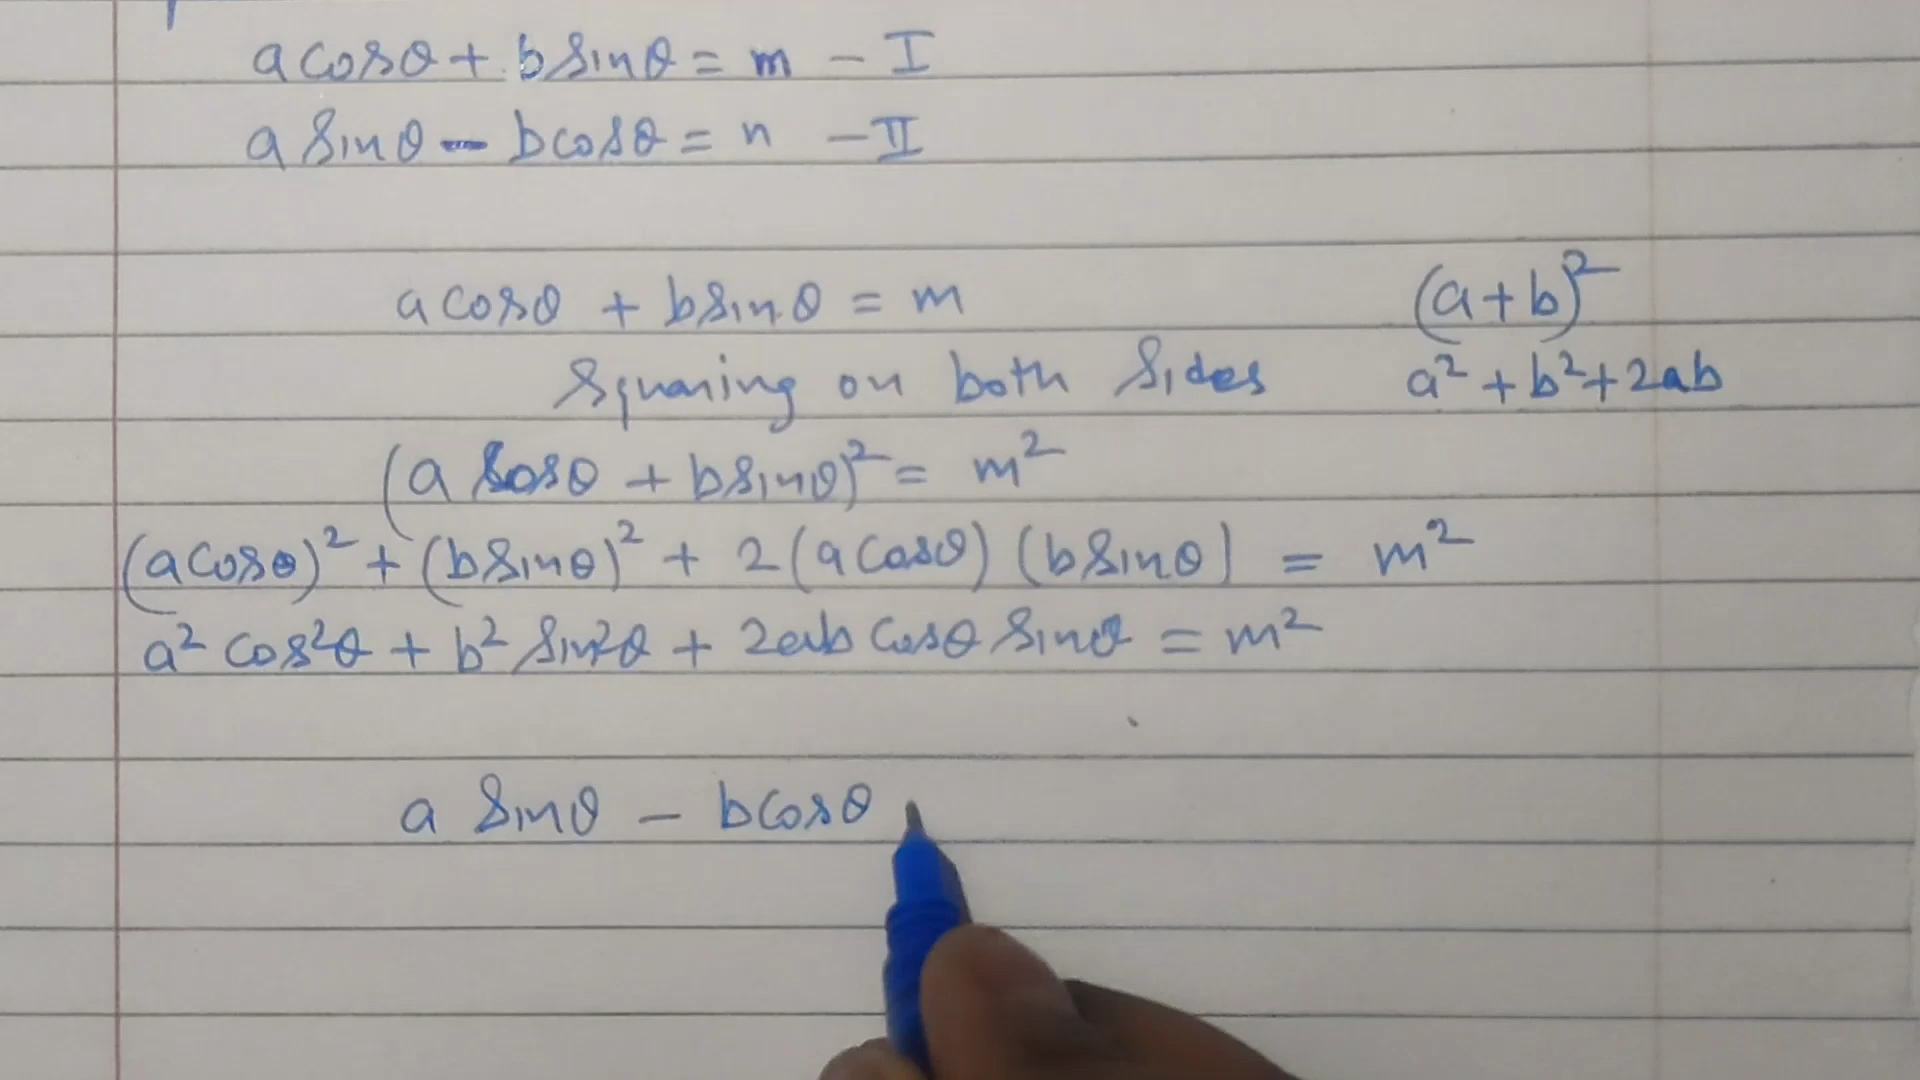 a cosθ + b sinθ = m - I
a sinθ - b cosθ = n - II
a cosθ + b sinθ = m
(a+b)²
Squaring on both sides
a² + b² + 2ab
(a cosθ + b sinθ)² = m²
(a cosθ)² + (b sinθ)² + 2 (a cosθ) (b sinθ) = m²
a² cos²θ + b² sin²θ + 2ab cosθ sinθ = m²
a sinθ - b cosθ